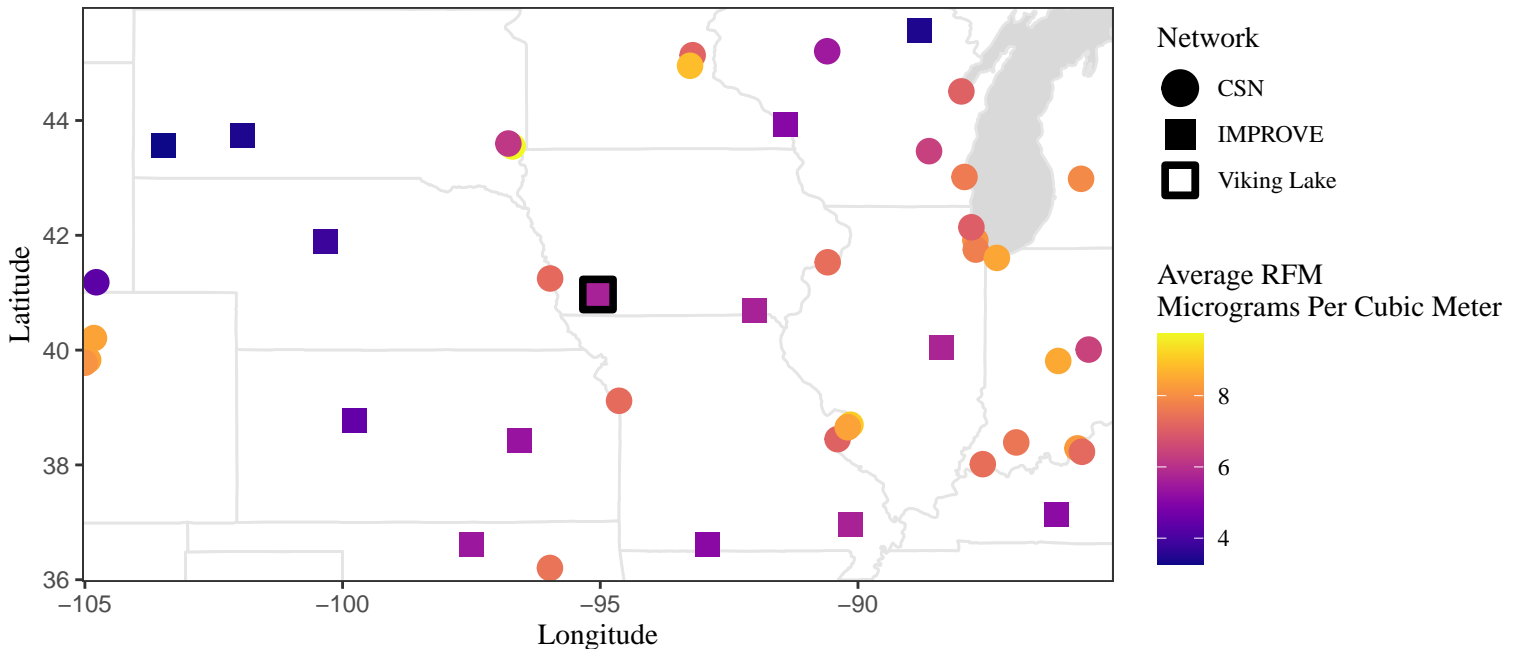 Network
CSN
IMPROVE
Viking Lake
Average RFM
Micrograms Per Cubic Meter
8
6
4
Latitude
44
42
40
38
36
−105
−100
−95
−90
Longitude